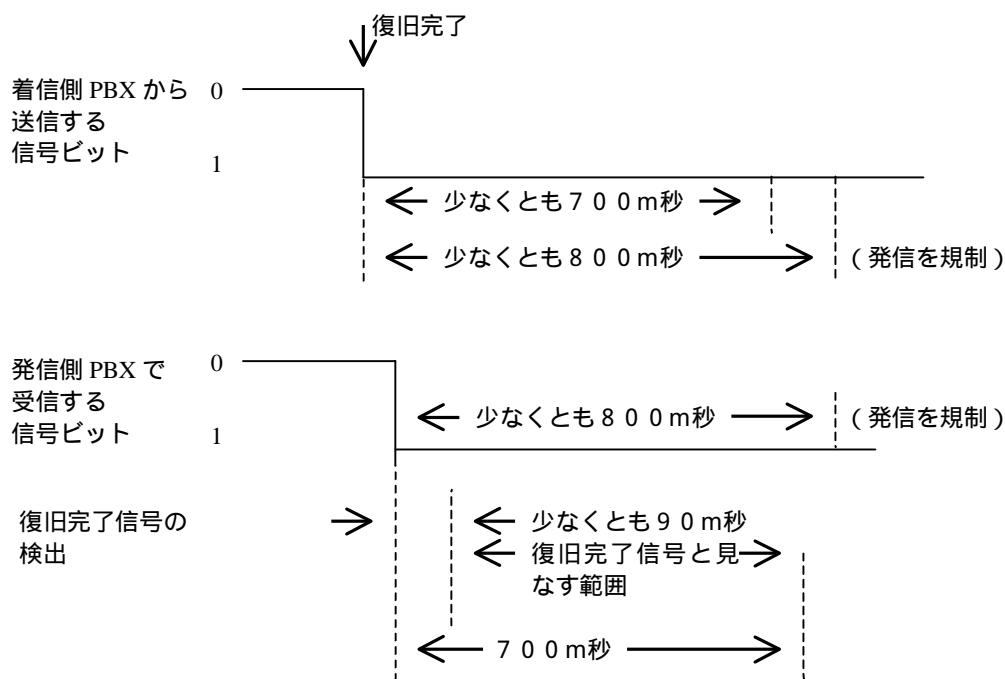 復旧完了
着信側 PBX から 0
送信する
信号ビット
1
少なくとも７００ｍ秒
少なくとも８００ｍ秒 （発信を規制）
発信側 PBX で 0
受信する
信号ビット 1
少なくとも８００ｍ秒 （発信を規制）
復旧完了信号の
検出
少なくとも９０ｍ秒
復旧完了信号と見
なす範囲
７００ｍ秒